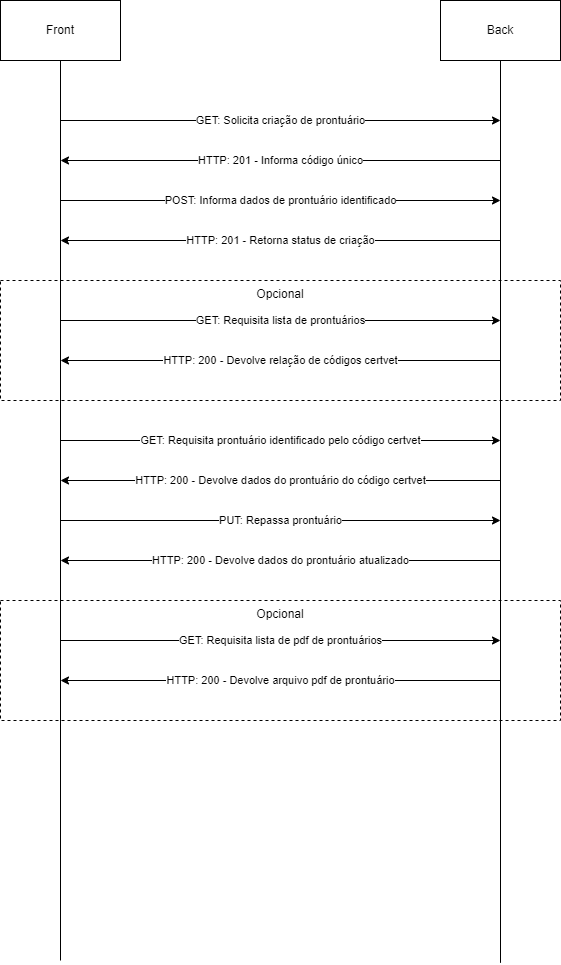 Front
Back
GET: Solicita criação de prontuário
HTTP: 201 - Informa código único
POST: Informa dados de prontuário identificado
HTTP: 201 - Retorna status de criação
Opcional
GET: Requisita lista de prontuários
HTTP: 200 - Devolve relação de códigos certvet
GET: Requisita prontuário identificado pelo código certvet
HTTP: 200 - Devolve dados do prontuário do código certvet
PUT: Repassa prontuário
HTTP: 200 - Devolve dados do prontuário atualizado
Opcional
GET: Requisita lista de pdf de prontuários
HTTP: 200 - Devolve arquivo pdf de prontuário